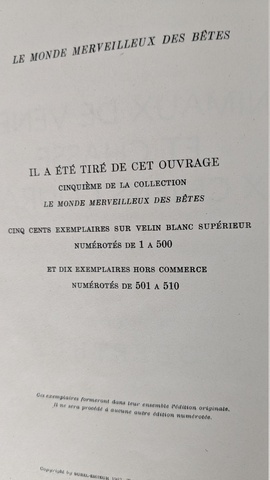 LE MONDE MERVEILLEUX DES BÊTES
IL A ÉTÉ TIRÉ DE CET OUVRAGE
CINQUIÈME DE LA COLLECTION
LE MONDE MERVEILLEUX DES BÊTES
CINQ CENTS EXEMPLAIRES SUR VELIN BLANC SUPÉRIEUR
NUMÉROTÉS DE 1 A 500
ET DIX EXEMPLAIRES HORS COMMERCE
NUMÉROTÉS DE 501 A 510
Ces exemplaires formeront dans leur ensemble l'édition originale.
Il ne sera procédé à aucune autre édition numérotée.
Copyright by